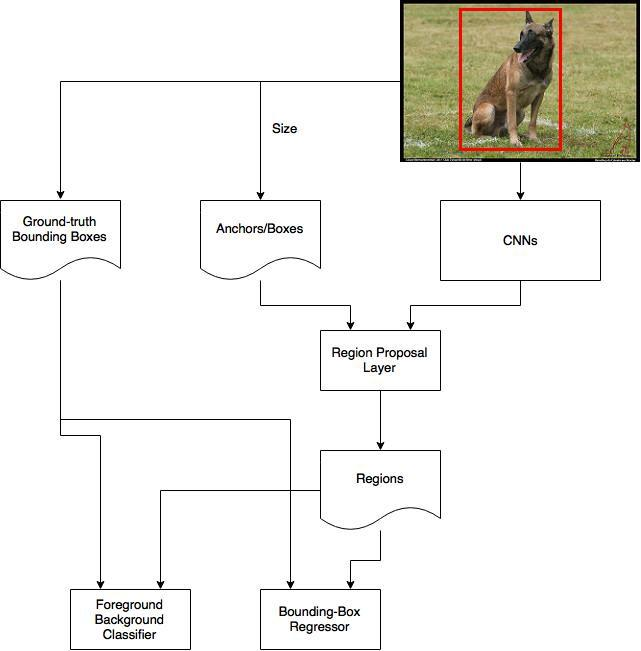 Size
Ground-truth
Bounding Boxes
Anchors/Boxes
CNNs
Region Proposal
Layer
Regions
Foreground
Background
Classifier
Bounding-Box
Regressor